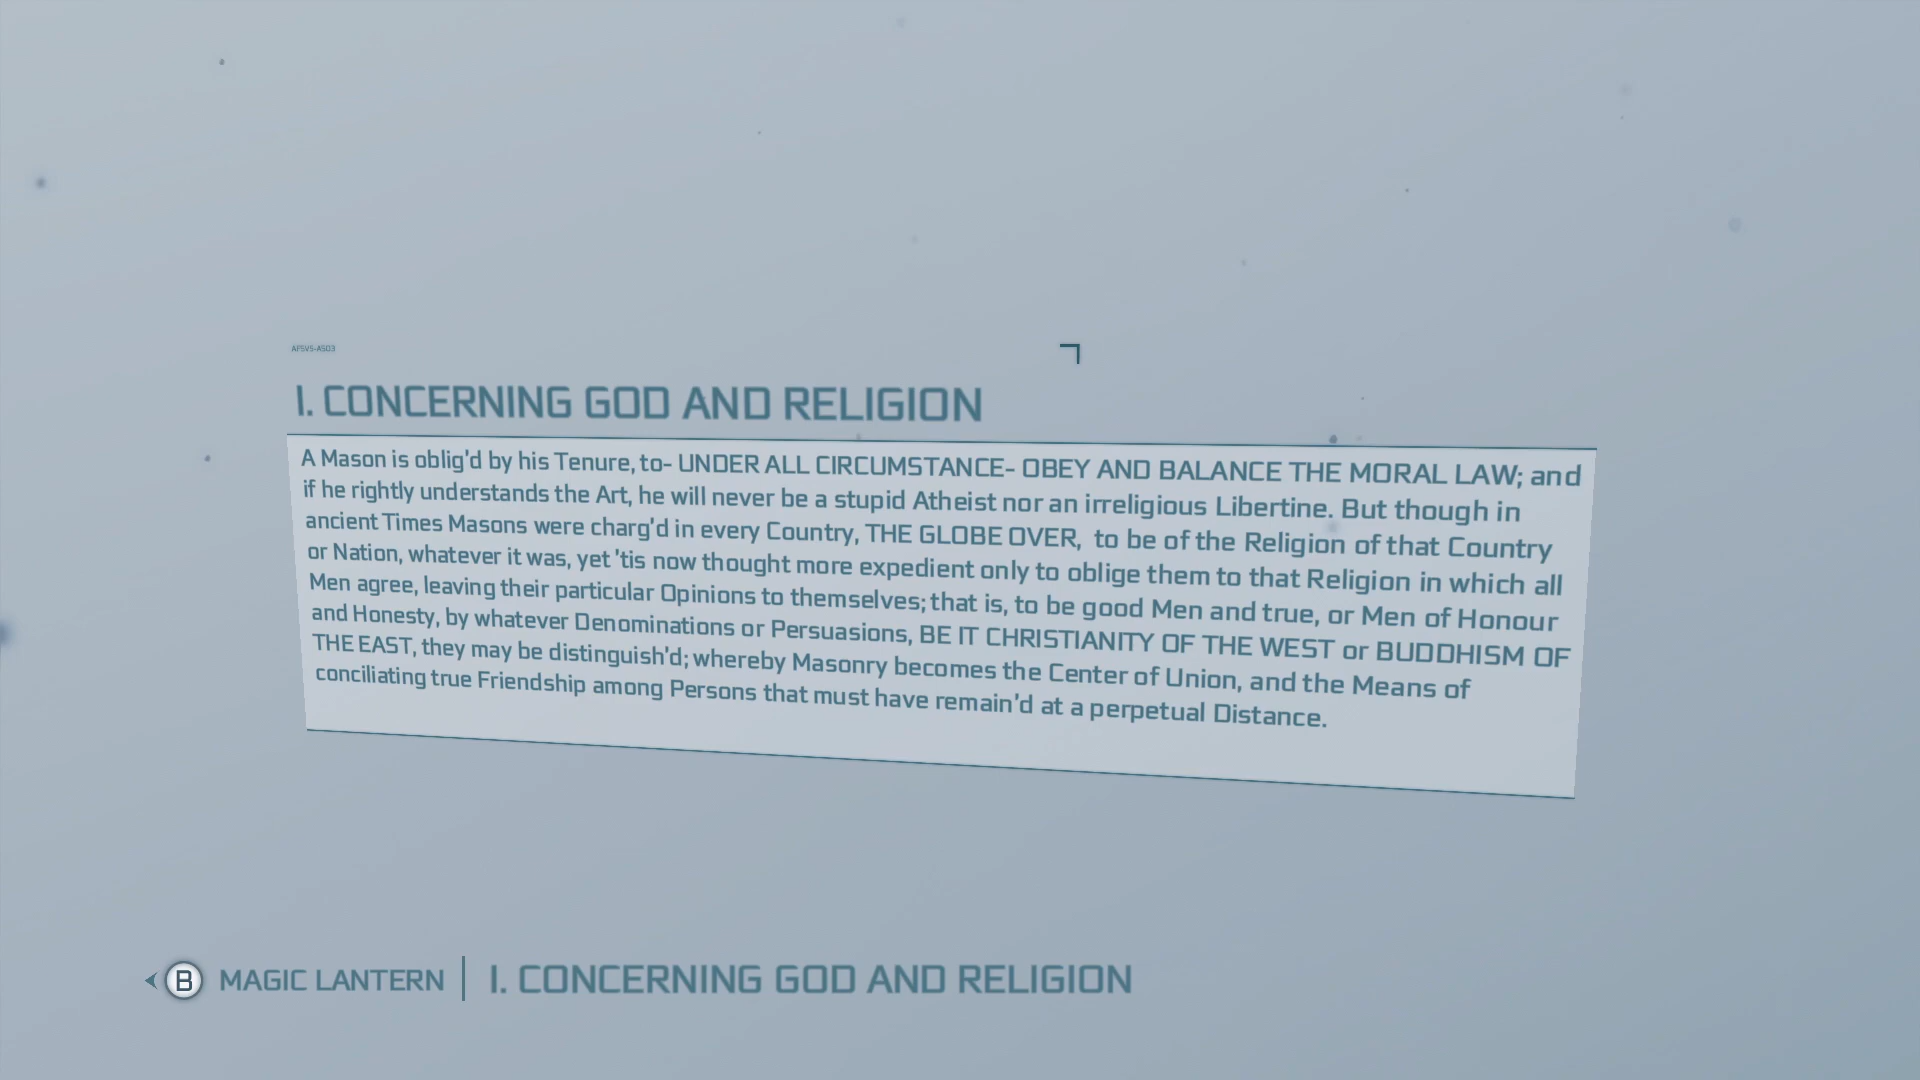 AFSV5-AS03
I. CONCERNING GOD AND RELIGION
A Mason is oblig'd by his Tenure, to- UNDER ALL CIRCUMSTANCE- OBEY AND BALANCE THE MORAL LAW; and
if he rightly understands the Art, he will never be a stupid Atheist nor an irreligious Libertine. But though in
ancient Times Masons were charg'd in every Country, THE GLOBE OVER, to be of the Religion of that Country
or Nation, whatever it was, yet 'tis now thought more expedient only to oblige them to that Religion in which all
Men agree, leaving their particular Opinions to themselves; that is, to be good Men and true, or Men of Honour
and Honesty, by whatever Denominations or Persuasions, BE IT CHRISTIANITY OF THE WEST or BUDDHISM OF
THE EAST, they may be distinguish'd; whereby Masonry becomes the Center of Union, and the Means of
conciliating true Friendship among Persons that must have remain'd at a perpetual Distance.
B MAGIC LANTERN | I. CONCERNING GOD AND RELIGION